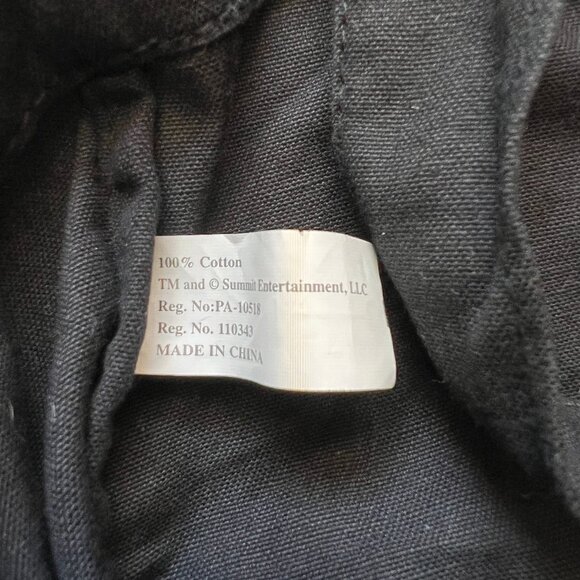 100% Cotton
TM and © Summit Entertainment, LLC
Reg. No:PA-10518
Reg. No. 110343
MADE IN CHINA